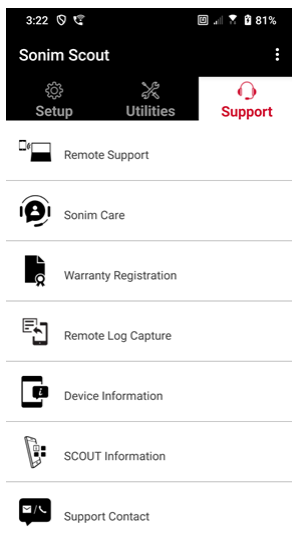 3:22 81%
Sonim Scout
Setup Utilities Support
Remote Support
Sonim Care
Warranty Registration
Remote Log Capture
Device Information
SCOUT Information
Support Contact